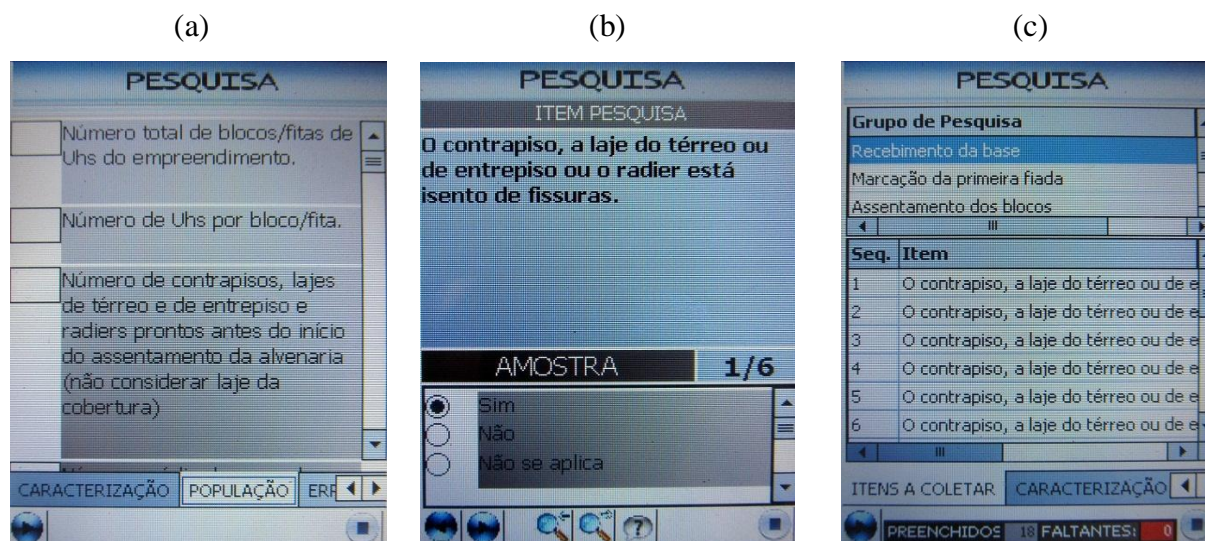 (a)
(b)
(c)
PESQUISA
Número total de blocos/fitas de
Uhs do empreendimento.
Número de Uhs por bloco/fita.
Número de contrapisos, lajes
de térreo e de entrepiso e
radiers prontos antes do início
do assentamento da alvenaria
(não considerar laje da
cobertura)
CARACTERIZAÇÃO POPULAÇÃO
PESQUISA
ITEM PESQUISA
O contrapiso, a laje do térreo ou
de entrepiso ou o radier está
isento de fissuras.
AMOSTRA 1/6
Sim
Não
Não se aplica
PESQUISA
Grupo de Pesquisa
Recebimento da base
Marcação da primeira fiada
Assentamento dos blocos
Seq. Item
1 O contrapiso, a laje do térreo ou de e
2 O contrapiso, a laje do térreo ou de e
3 O contrapiso, a laje do térreo ou de e
4 O contrapiso, a laje do térreo ou de e
5 O contrapiso, a laje do térreo ou de e
6 O contrapiso, a laje do térreo ou de e
ITENS A COLETAR CARACTERIZAÇÃO
PREENCHIDOS 18 FALTANTES: 0